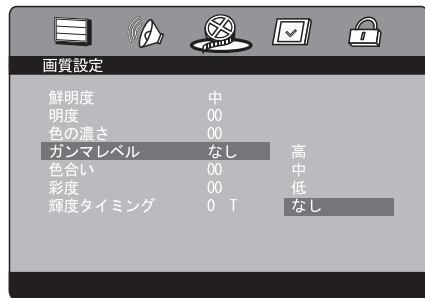 画質設定
鮮明度 中
明度 00
色の濃さ 00
ガンマレベル なし 高
色合い 00 中
彩度 00 低
輝度タイミング 0 T なし